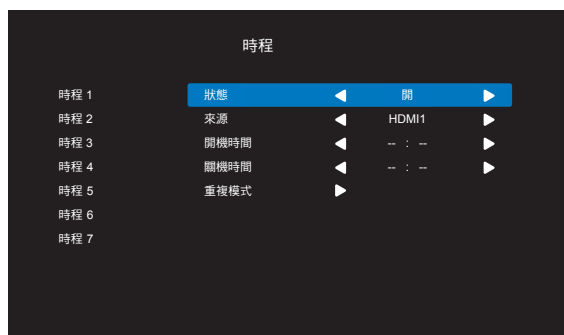 時程
時程 1 狀態 開
時程 2 來源 HDMI1
時程 3 開機時間 -- : --
時程 4 關機時間 -- : --
時程 5 重複模式
時程 6
時程 7